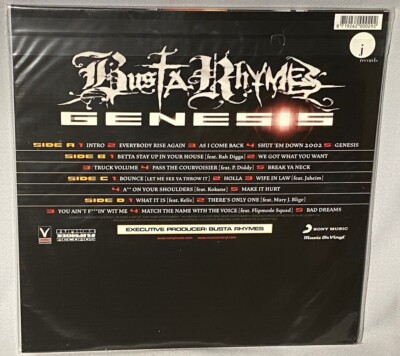 8 719262 000292
j
records
BUSTA RHYMES
GENESIS
SIDE A 1 INTRO 2 EVERYBODY RISE AGAIN 3 AS I COME BACK 4 SHUT 'EM DOWN 2002 5 GENESIS
SIDE B 1 BETTA STAY UP IN YOUR HOUSE [feat. Rah Digga] 2 WE GOT WHAT YOU WANT
3 TRUCK VOLUME 4 PASS THE COURVOISIER [feat. P. Diddy] 5 BREAK YA NECK
SIDE C 1 BOUNCE [LET ME SEE YA THROW IT] 2 HOLLA 3 WIFE IN LAW [feat. Jaheim]
4 A** ON YOUR SHOULDERS [feat. Kokane] 5 MAKE IT HURT
SIDE D 1 WHAT IT IS [feat. Kelis] 2 THERE'S ONLY ONE [feat. Mary J. Blige]
3 YOU AIN'T F***IN' WIT ME 4 MATCH THE NAME WITH THE VOICE [feat. Flipmode Squad] 5 BAD DREAMS
EXECUTIVE PRODUCER: BUSTA RHYMES
SONY MUSIC
Music On Vinyl